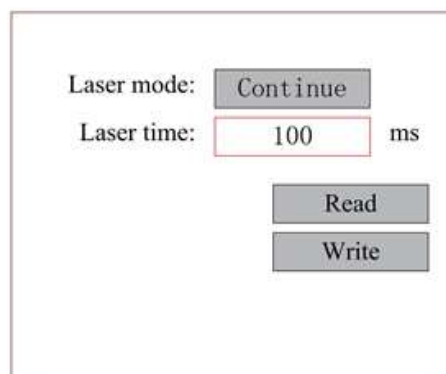 Laser mode: Continue
Laser time: 100 ms
Read
Write